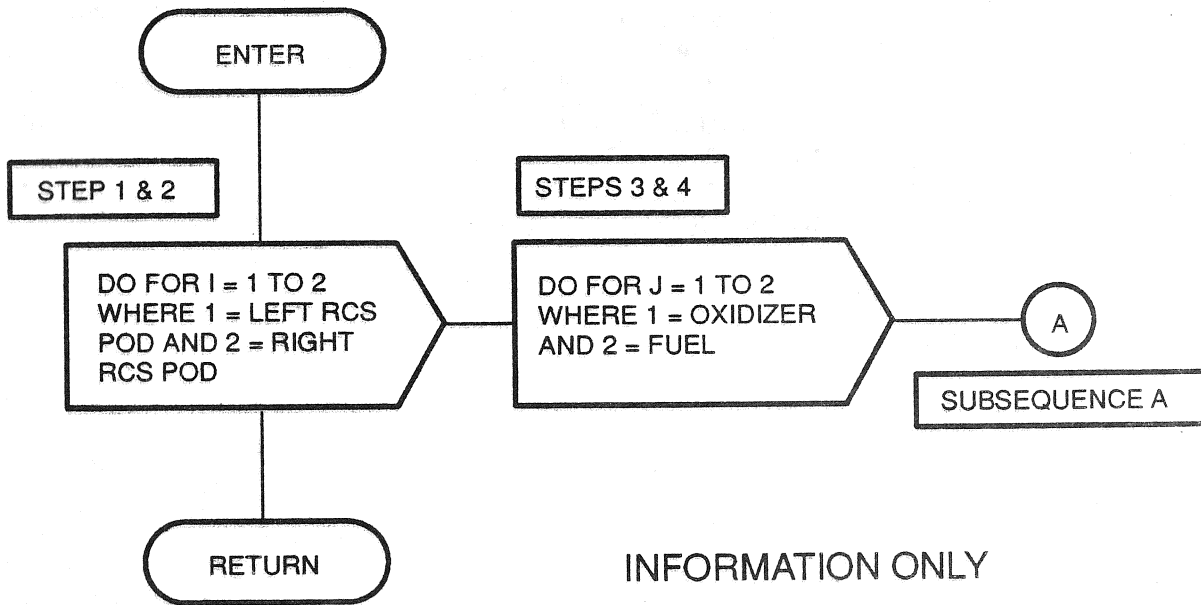 ENTER
STEP 1 & 2
STEPS 3 & 4
DO FOR I = 1 TO 2
WHERE 1 = LEFT RCS
POD AND 2 = RIGHT
RCS POD
DO FOR J = 1 TO 2
WHERE 1 = OXIDIZER
AND 2 = FUEL
A
SUBSEQUENCE A
RETURN
INFORMATION ONLY